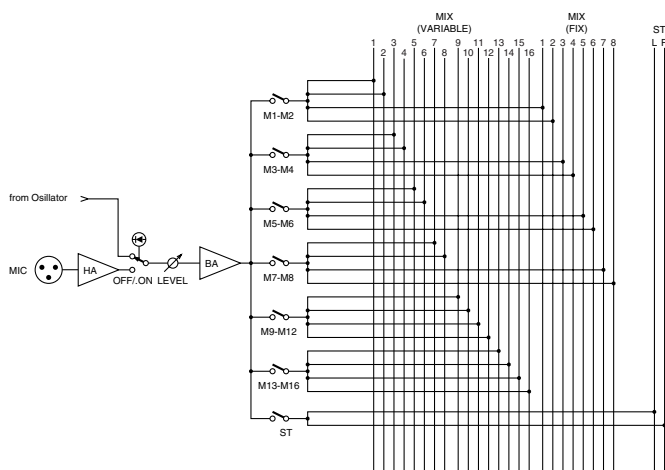 MIX
(VARIABLE)
MIX
(FIX)
ST
1 2 3 4 5 6 7 8 9 10 11 12 13 14 15 16
1 2 3 4 5 6 7 8
L R
M1-M2
M3-M4
from Osillator
M5-M6
MIC
HA
OFF/.ON
LEVEL
BA
M7-M8
M9-M12
M13-M16
ST